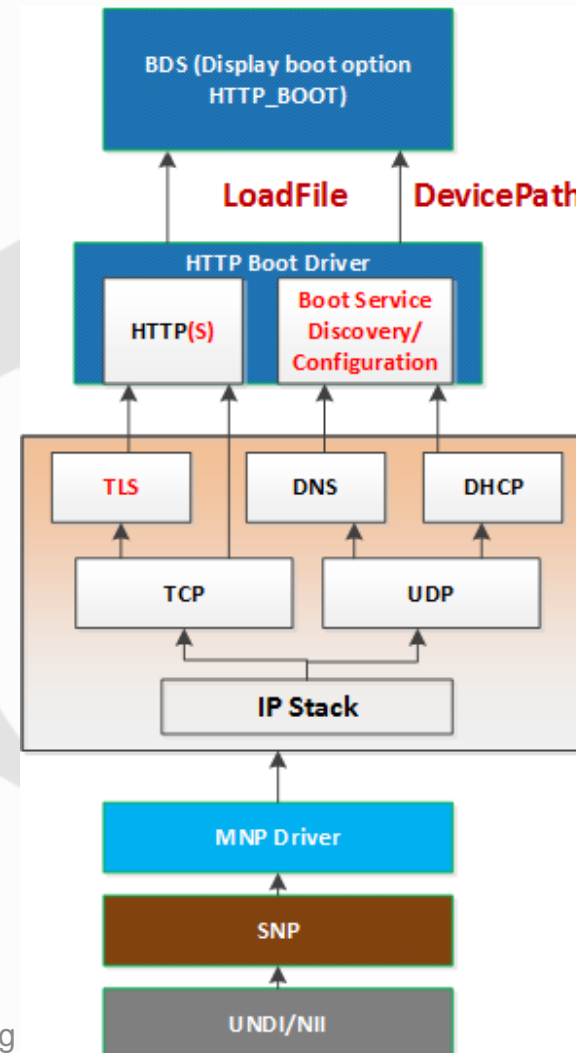 BDS (Display boot option
HTTP_BOOT)
LoadFile
DevicePath
HTTP Boot Driver
HTTP(S)
Boot Service
Discovery/
Configuration
TLS
DNS
DHCP
TCP
UDP
IP Stack
MNP Driver
SNP
UNDI/NII
g